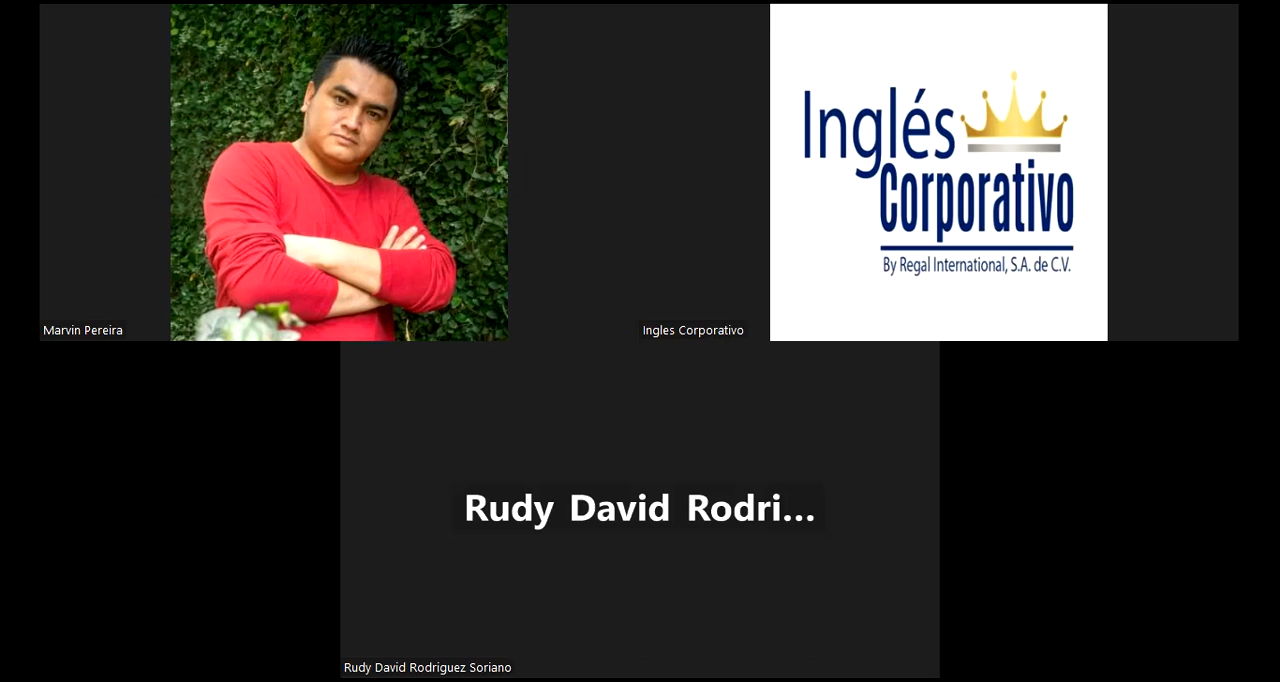 Inglés
Corporativo
By Regal International, S.A. de C.V.
Marvin Pereira
Ingles Corporativo
Rudy David Rodri...
Rudy David Rodriguez Soriano